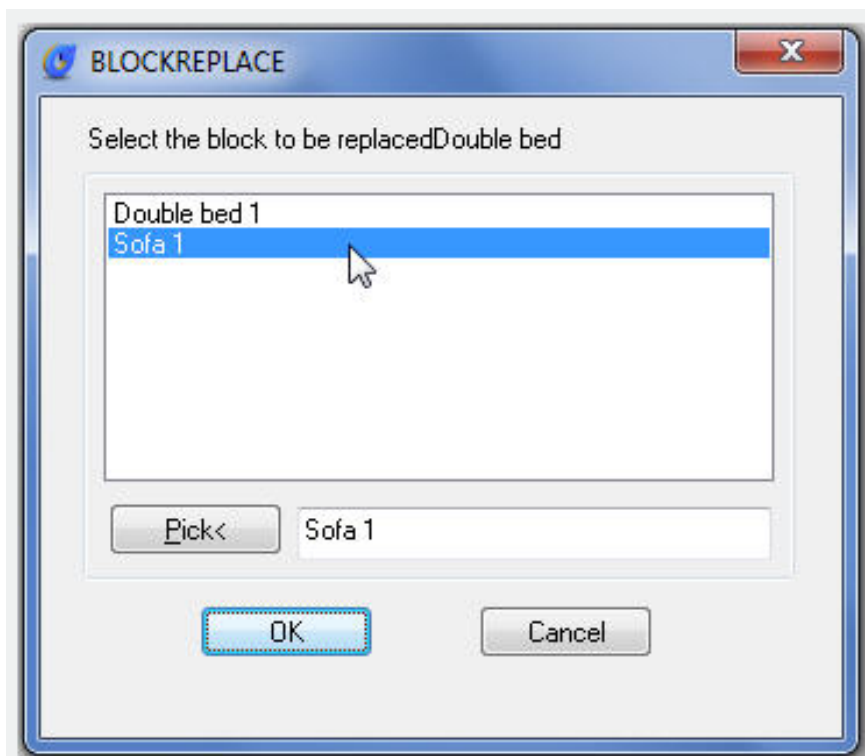 BLOCKREPLACE
Select the block to be replacedDouble bed
Double bed 1
Sofa 1
Pick< Sofa 1
OK Cancel